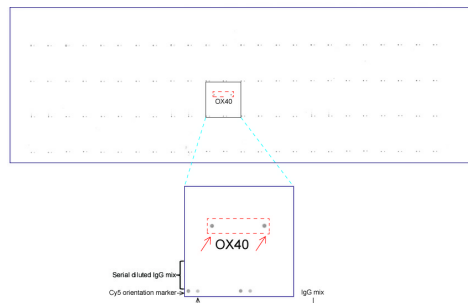 OX40
OX40
Serial diluted IgG mix
Cy5 orientation marker
IgG mix